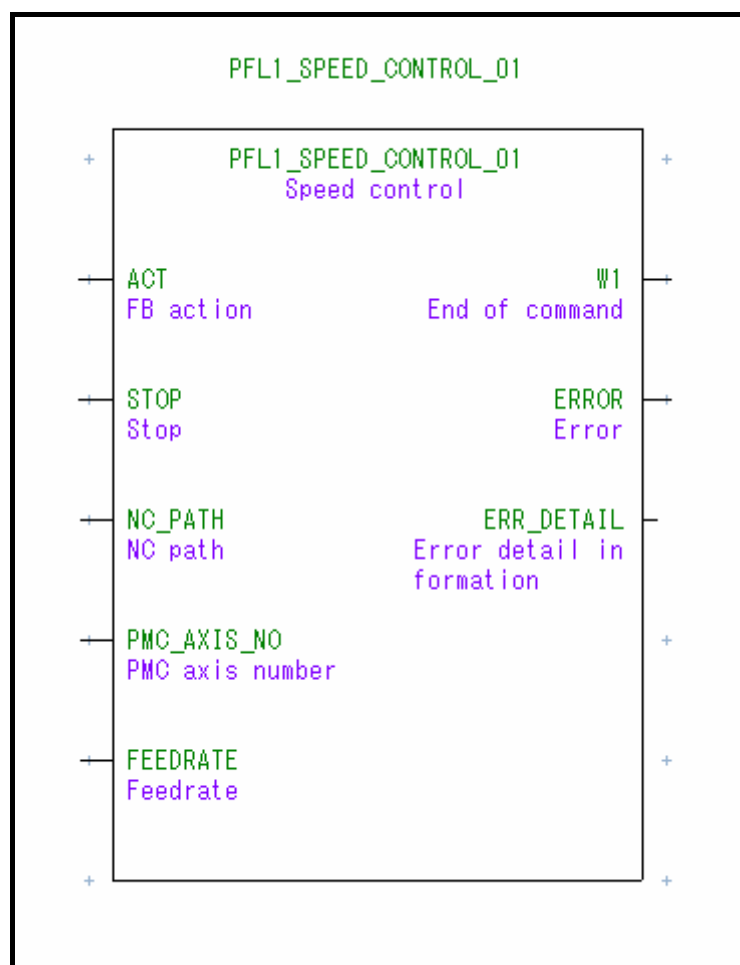 PFL1_SPEED_CONTROL_01
PFL1_SPEED_CONTROL_01
Speed control
ACT
FB action
W1
End of command
STOP
Stop
ERROR
Error
NC_PATH
NC path
ERR_DETAIL
Error detail in
formation
PMC_AXIS_NO
PMC axis number
FEEDRATE
Feedrate